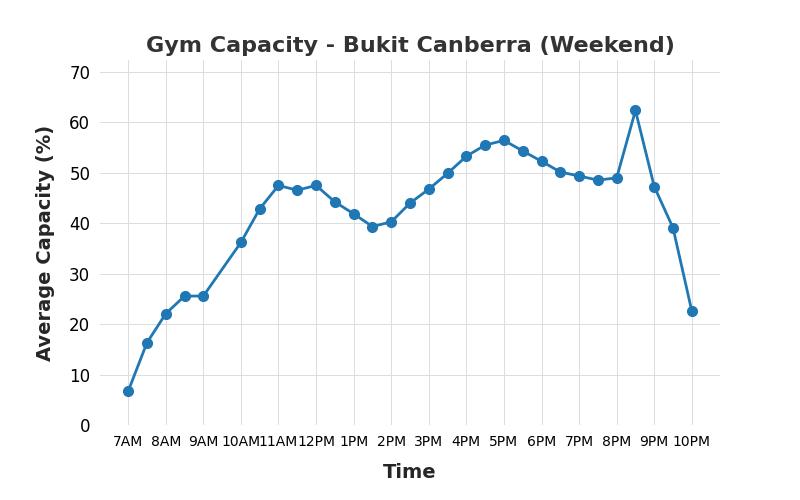 Gym Capacity - Bukit Canberra (Weekend)
70
60
50
40
30
20
10
0
Average Capacity (%)
7AM 8AM 9AM 10AM 11AM 12PM 1PM 2PM 3PM 4PM 5PM 6PM 7PM 8PM 9PM 10PM
Time